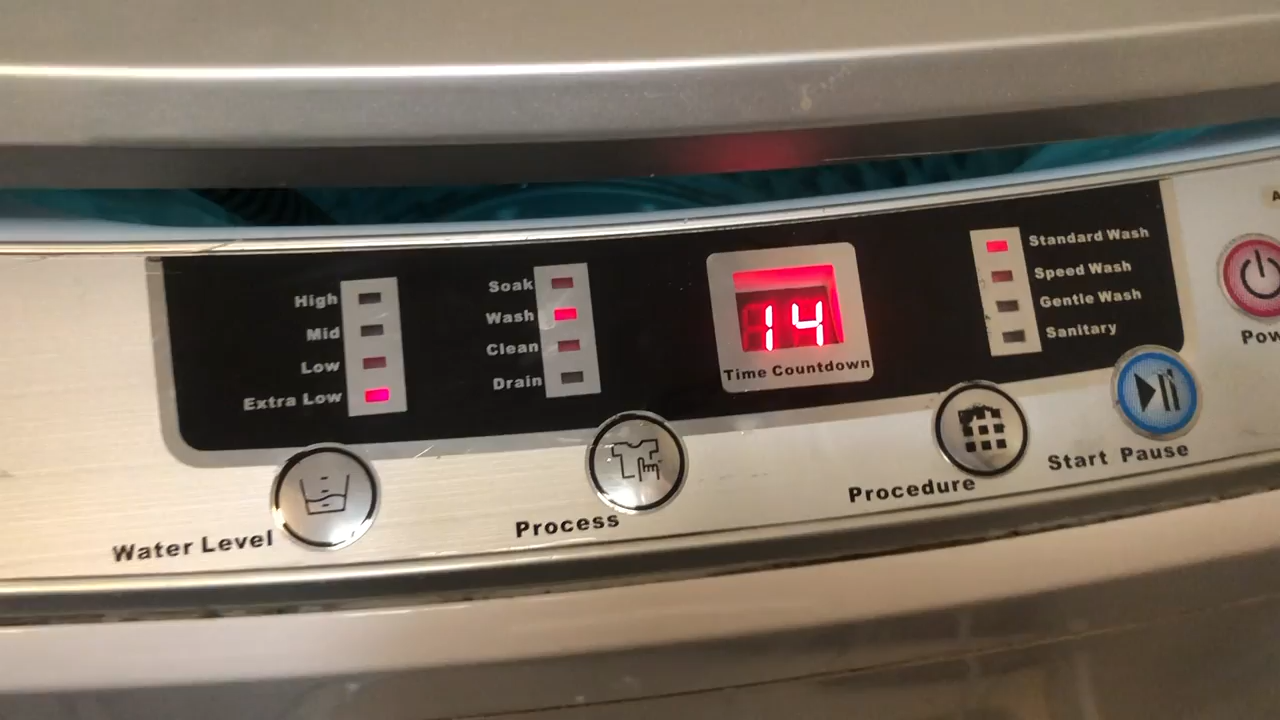 High
Mid
Low
Extra Low
Water Level
Soak
Wash
Clean
Drain
Process
14
Time Countdown
Standard Wash
Speed Wash
Gentle Wash
Sanitary
Procedure
Start Pause